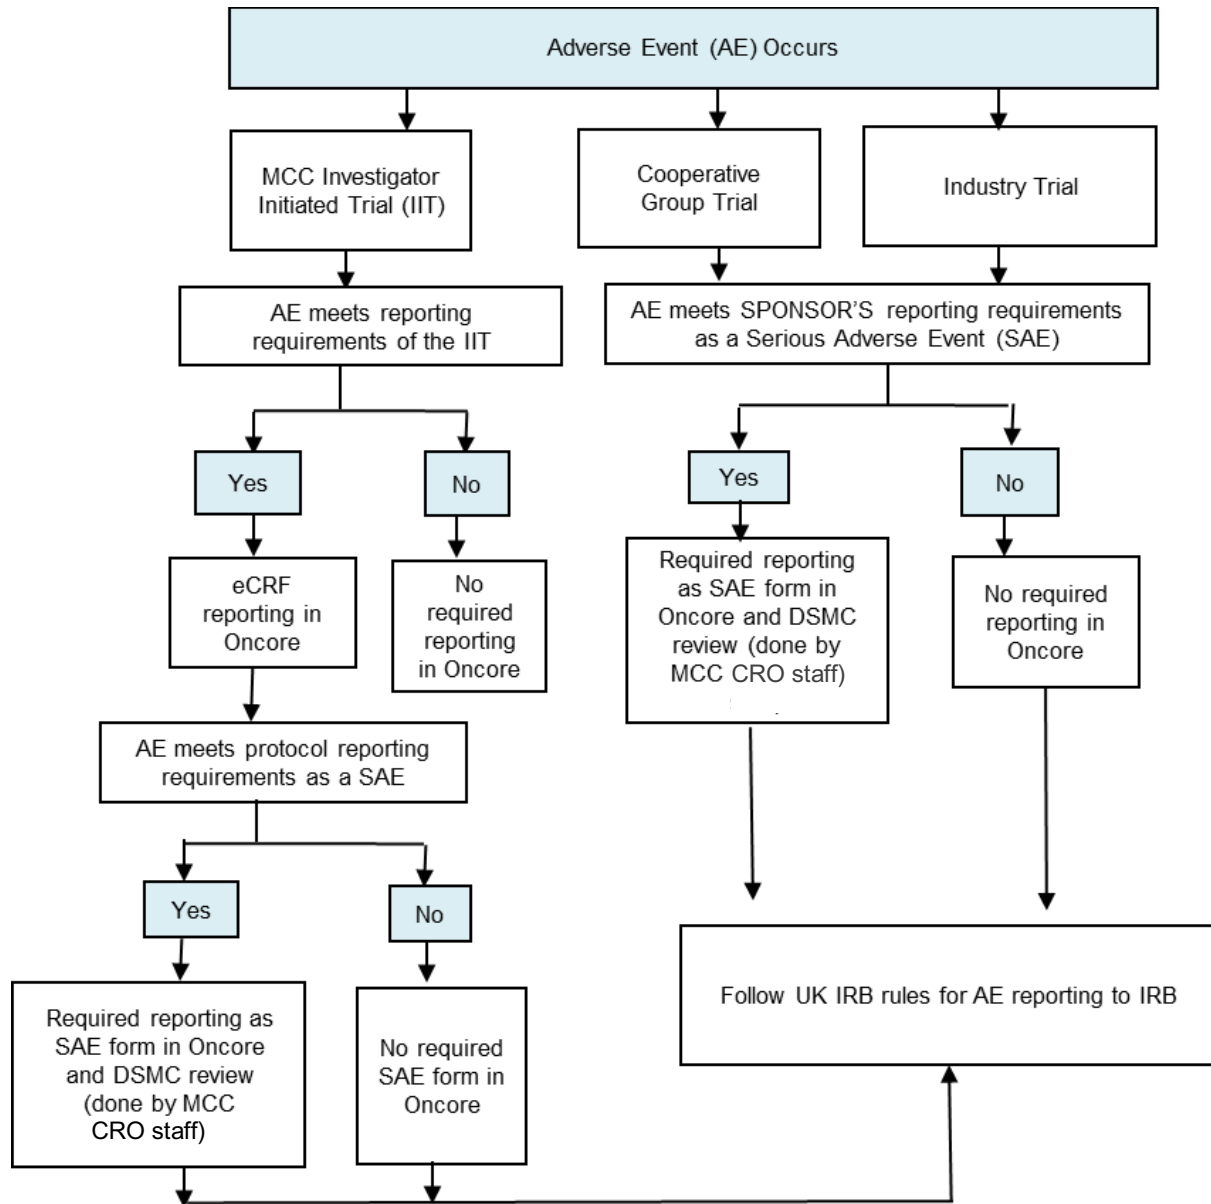 Adverse Event (AE) Occurs
MCC Investigator
Initiated Trial (IIT)
Cooperative
Group Trial
Industry Trial
AE meets reporting
requirements of the IIT
AE meets SPONSOR'S reporting requirements
as a Serious Adverse Event (SAE)
Yes
No
Yes
No
eCRF
reporting in
Oncore
No
required
reporting
in Oncore
Required reporting
as SAE form in
Oncore and DSMC
review (done by
MCC CRO staff)
No required
reporting in
Oncore
AE meets protocol reporting
requirements as a SAE
Yes
No
Required reporting as
SAE form in Oncore
and DSMC review
(done by MCC
CRO staff)
No required
SAE form in
Oncore
Follow UK IRB rules for AE reporting to IRB